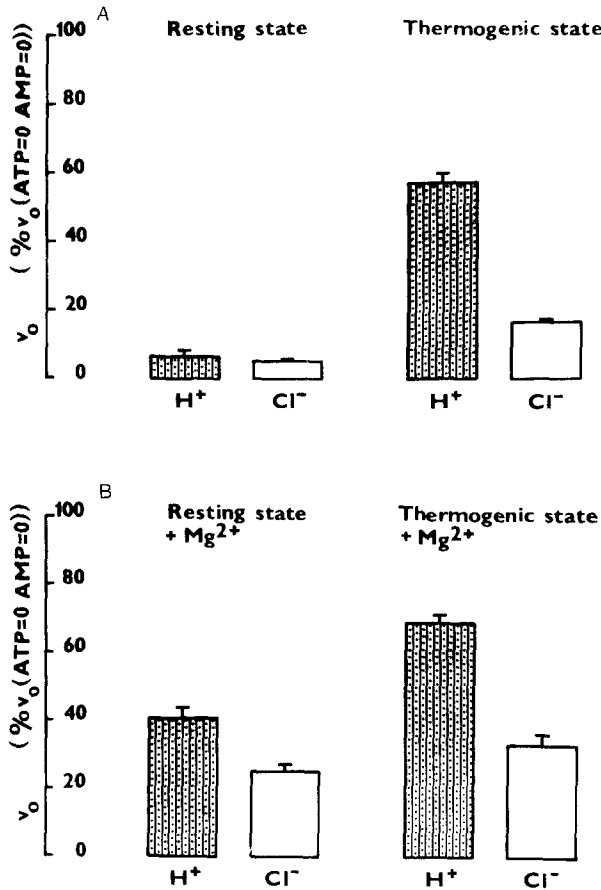 A
Resting state
Thermogenic state
v₀ (%v₀(ATP=0 AMP=0))
100
80
60
40
20
0
H⁺
Cl⁻
H⁺
Cl⁻
B
Resting state
+ Mg²⁺
Thermogenic state
+ Mg²⁺
v₀ (%v₀(ATP=0 AMP=0))
100
80
60
40
20
0
H⁺
Cl⁻
H⁺
Cl⁻